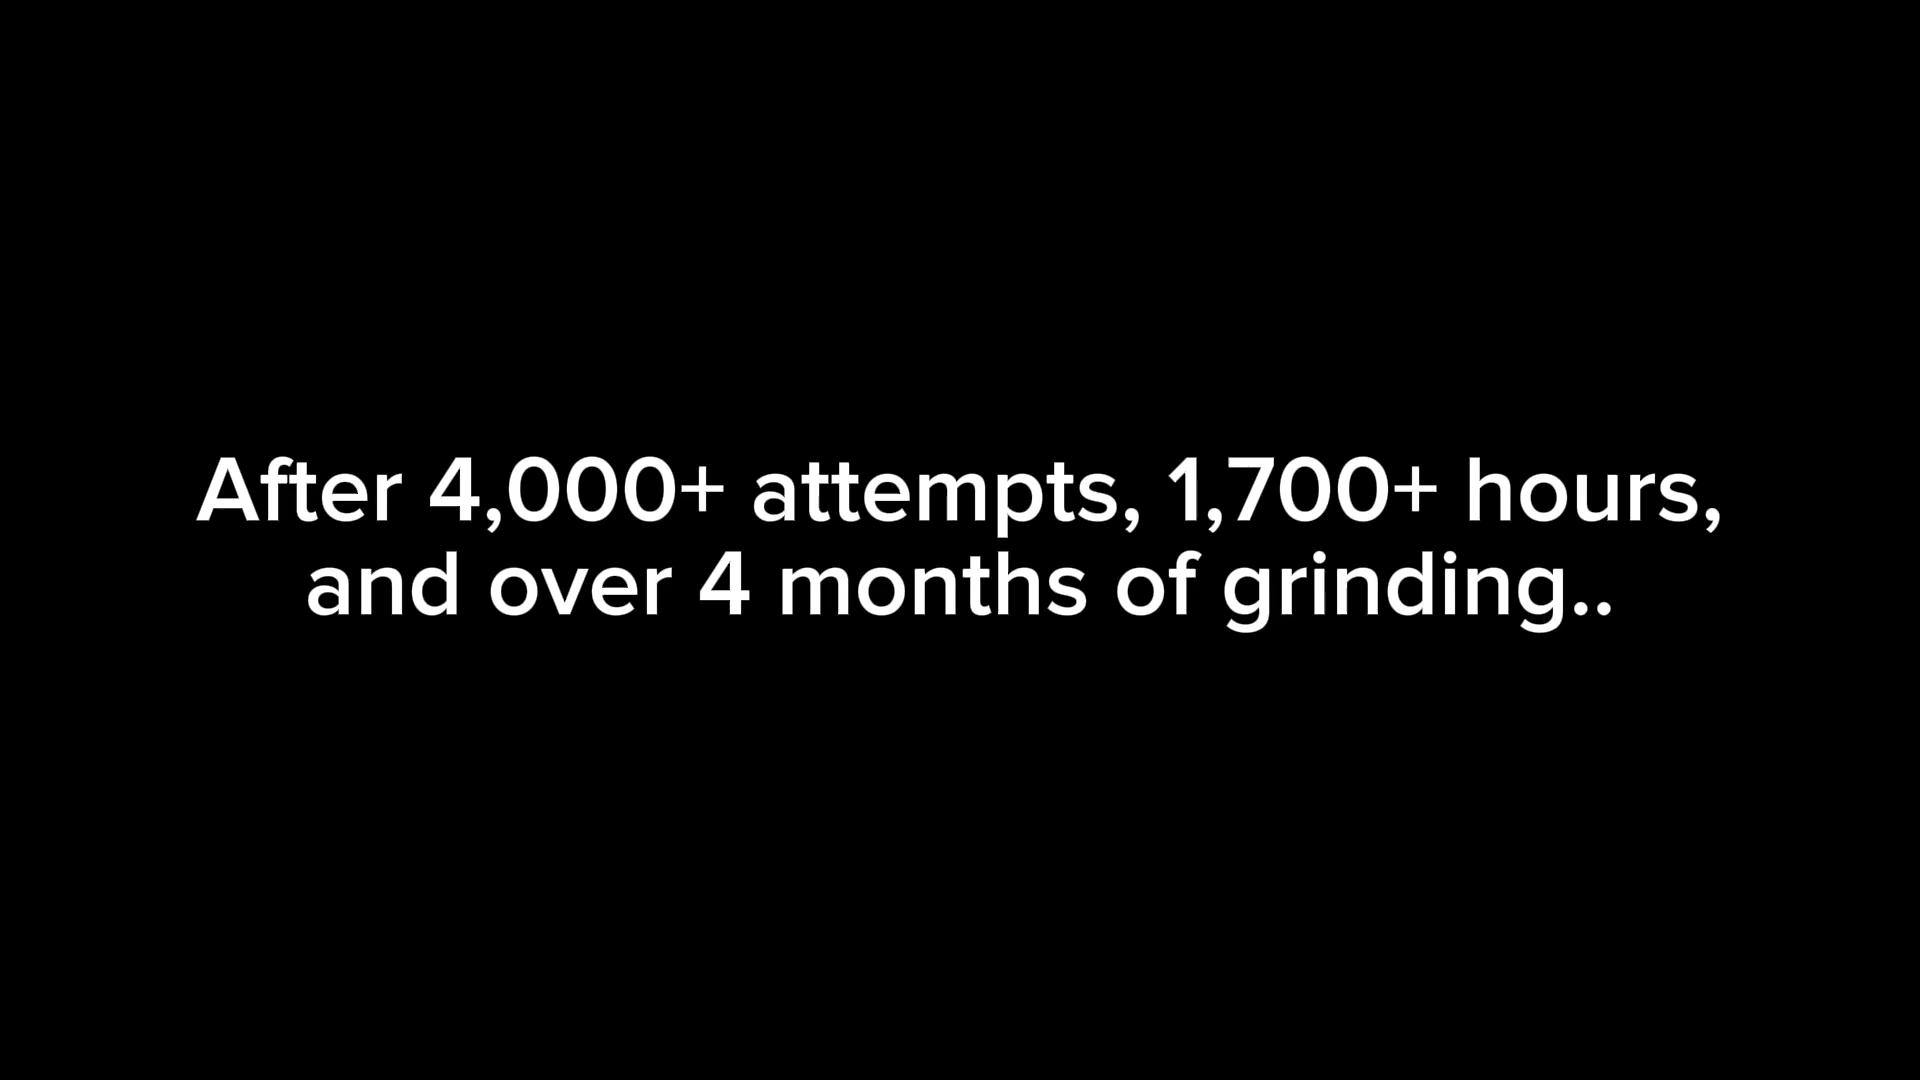 After 4,000+ attempts, 1,700+ hours,
and over 4 months of grinding..